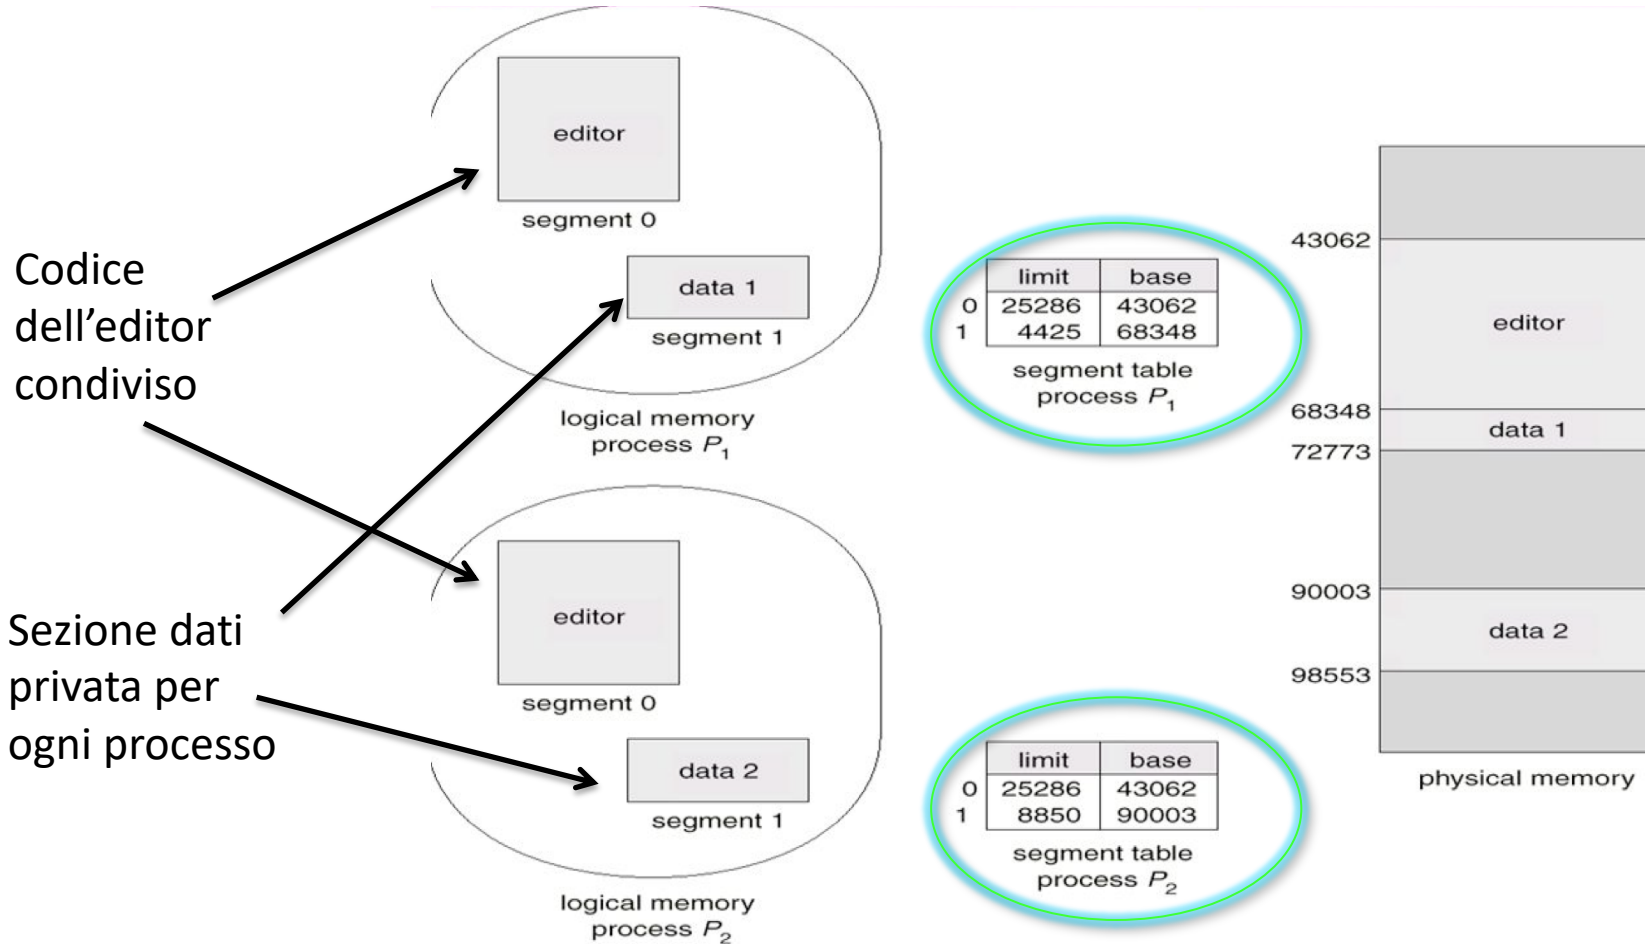 Codice
dell’editor
condiviso
Sezione dati
privata per
ogni processo
editor
segment 0
data 1
segment 1
logical memory
process P1
editor
segment 0
data 2
segment 1
logical memory
process P2
limit base
0 25286 43062
1 4425 68348
segment table
process P1
limit base
0 25286 43062
1 8850 90003
segment table
process P2
43062
editor
68348
data 1
72773
90003
data 2
98553
physical memory